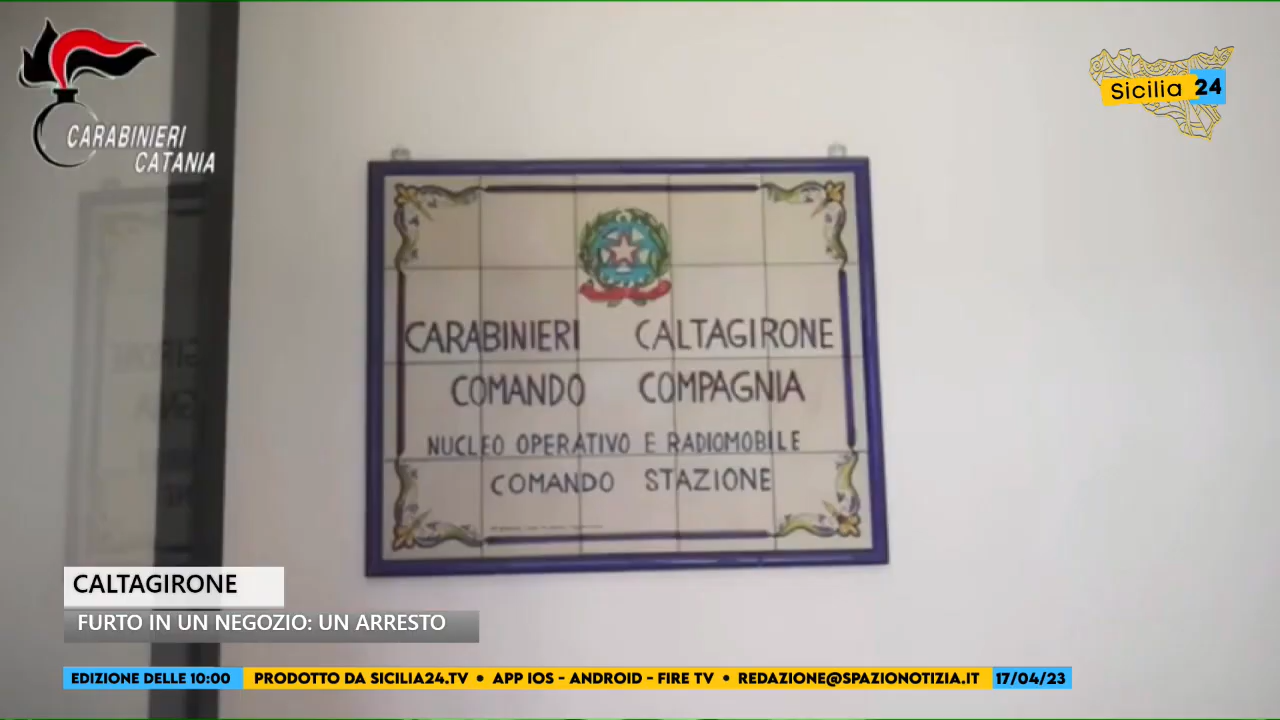 CARABINIERI
CATANIA
Sicilia 24
CARABINIERI CALTAGIRONE
COMANDO COMPAGNIA
NUCLEO OPERATIVO E RADIOMOBILE
COMANDO STAZIONE
CALTAGIRONE
FURTO IN UN NEGOZIO: UN ARRESTO
EDIZIONE DELLE 10:00 PRODOTTO DA SICILIA24.TV • APP IOS - ANDROID - FIRE TV • REDAZIONE@SPAZIONOTIZIA.IT 17/04/23